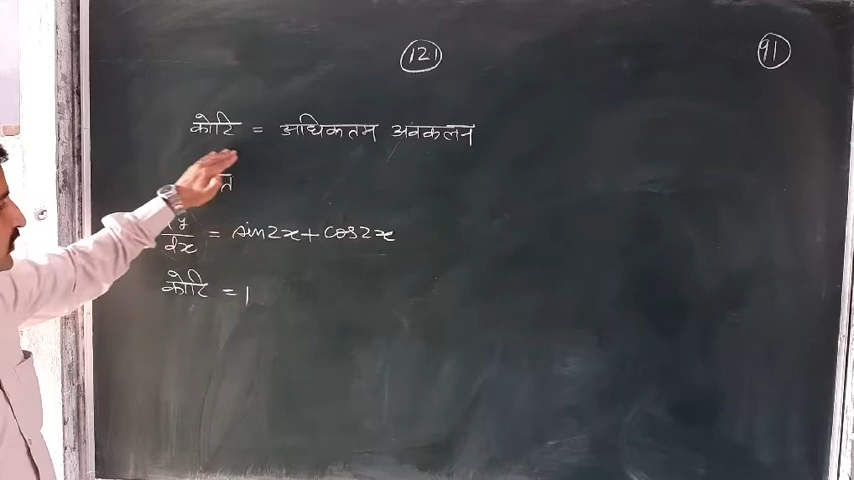 121
91
कोटि = अधिकतम अवकलन
त
dy/dx = sin2x + cos2x
कोटि = 1